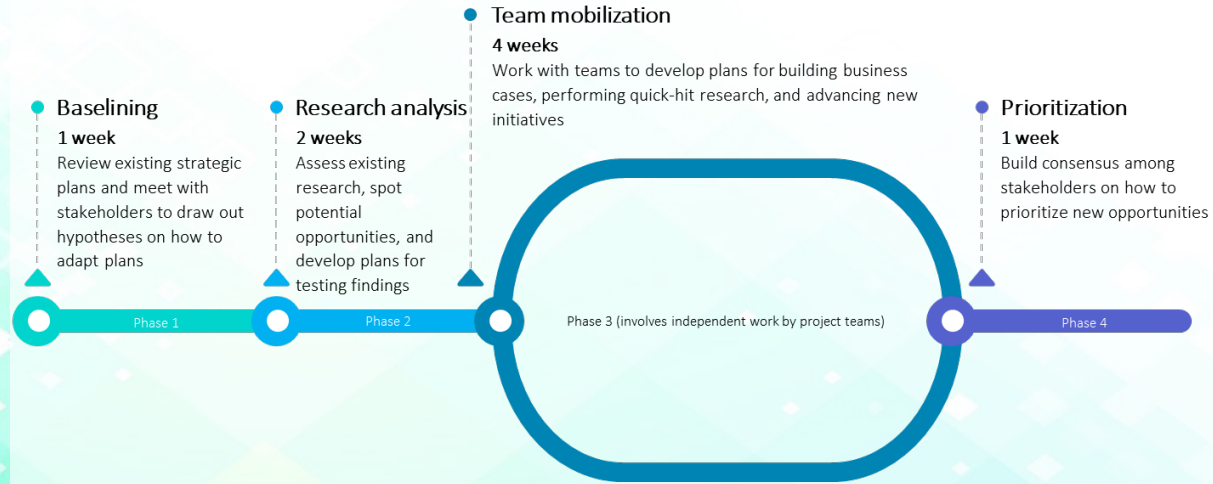 Team mobilization
4 weeks
Work with teams to develop plans for building business
cases, performing quick-hit research, and advancing new
initiatives
Baselining
1 week
Review existing strategic
plans and meet with
stakeholders to draw out
hypotheses on how to
adapt plans
Research analysis
2 weeks
Assess existing
research, spot
potential
opportunities, and
develop plans for
testing findings
Prioritization
1 week
Build consensus among
stakeholders on how to
prioritize new opportunities
Phase 1
Phase 2
Phase 3 (involves independent work by project teams)
Phase 4